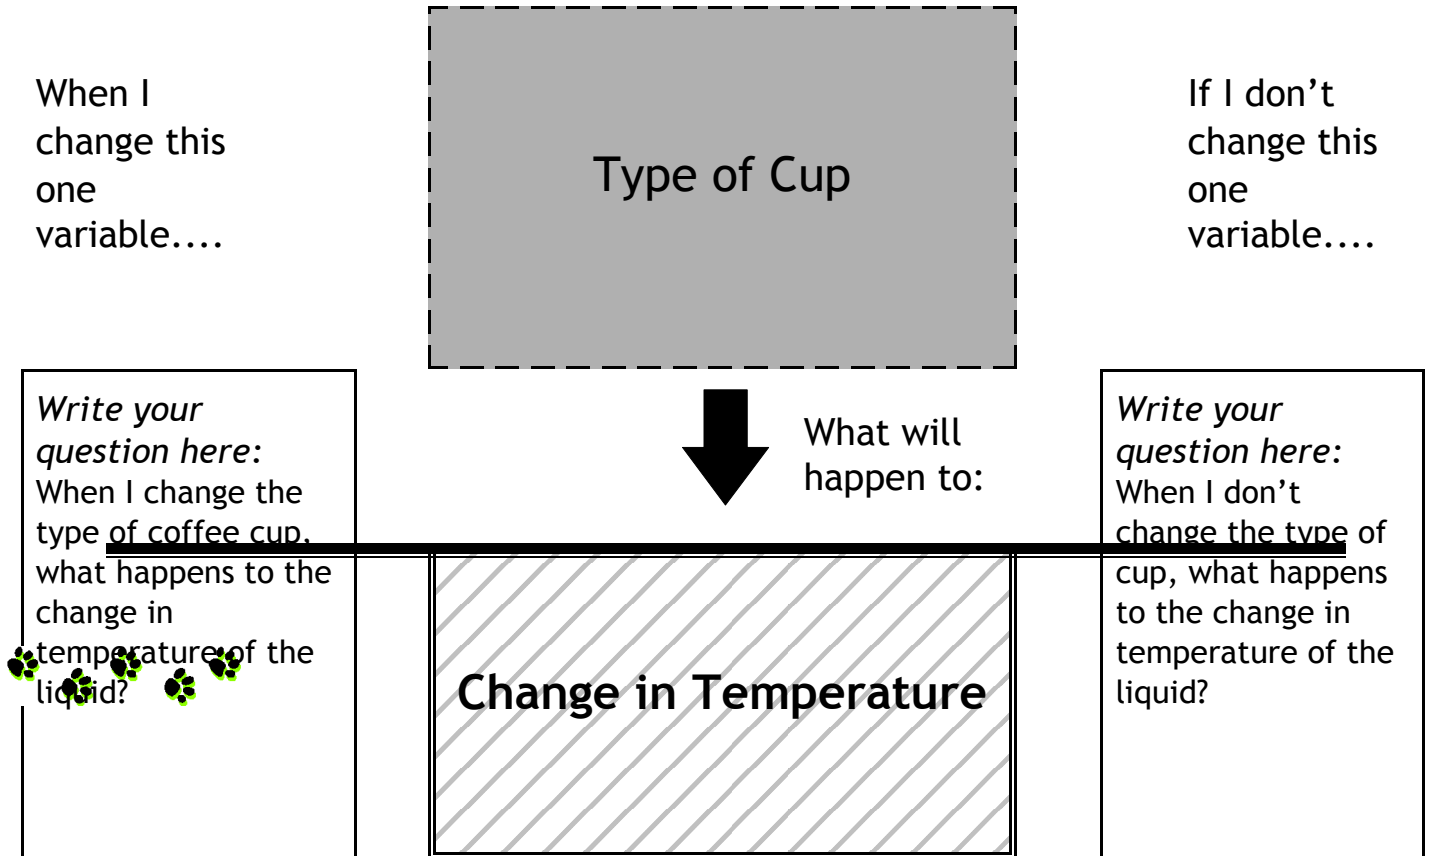 When I
change this
one
variable....
Type of Cup
If I don't
change this
one
variable....
What will
happen to:
Write your
question here:
When I change the
type of coffee cup,
what happens to the
change in
temperature of the
liquid?
Change in Temperature
Write your
question here:
When I don't
change the type of
cup, what happens
to the change in
temperature of the
liquid?